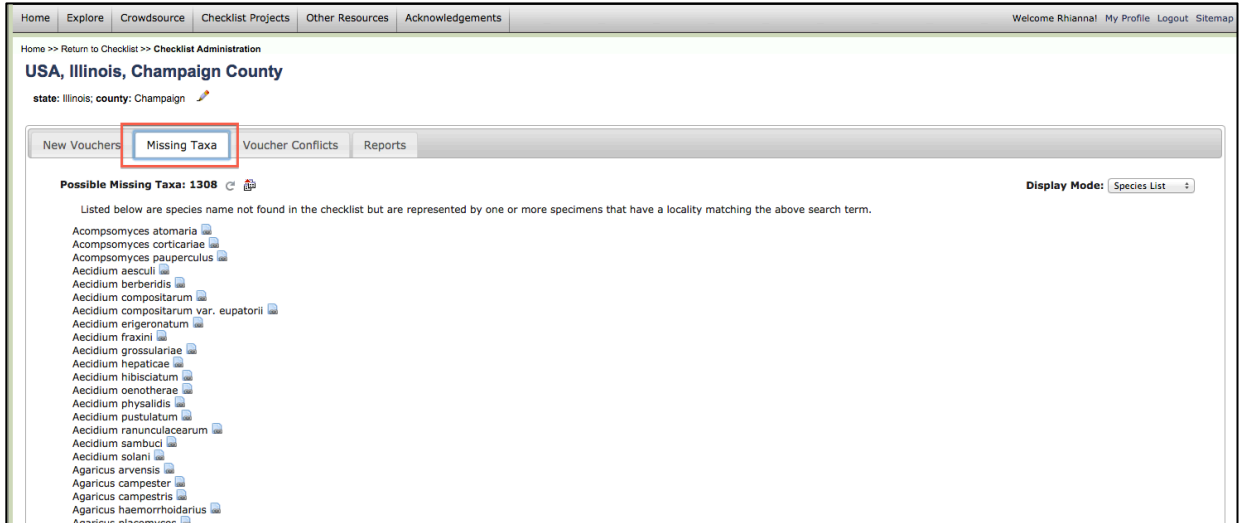 Home Explore Crowdsource Checklist Projects Other Resources Acknowledgements Welcome Rhianna! My Profile Logout Sitemap
Home >> Return to Checklist >> Checklist Administration
USA, Illinois, Champaign County
state: Illinois; county: Champaign
New Vouchers Missing Taxa Voucher Conflicts Reports
Possible Missing Taxa: 1308 Display Mode: Species List
Listed below are species name not found in the checklist but are represented by one or more specimens that have a locality matching the above search term.
Acompsomyces atomaria
Acompsomyces corticariae
Acompsomyces pauperculus
Aecidium aesculi
Aecidium berberidis
Aecidium compositarum
Aecidium compositarum var. eupatorii
Aecidium erigeronatum
Aecidium fraxini
Aecidium grossulariae
Aecidium hepaticae
Aecidium hibisciatum
Aecidium oenotherae
Aecidium physalidis
Aecidium pustulatum
Aecidium ranunculacearum
Aecidium sambuci
Aecidium solani
Agaricus arvensis
Agaricus campester
Agaricus campestris
Agaricus haemorrhoidarius
Agaricus placomyces